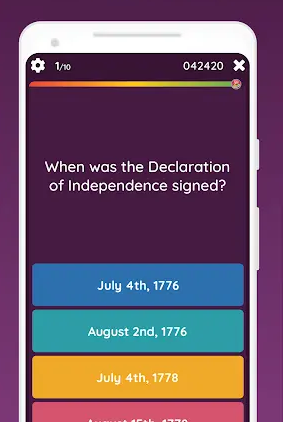 1/10
042420
When was the Declaration
of Independence signed?
July 4th, 1776
August 2nd, 1776
July 4th, 1778
August